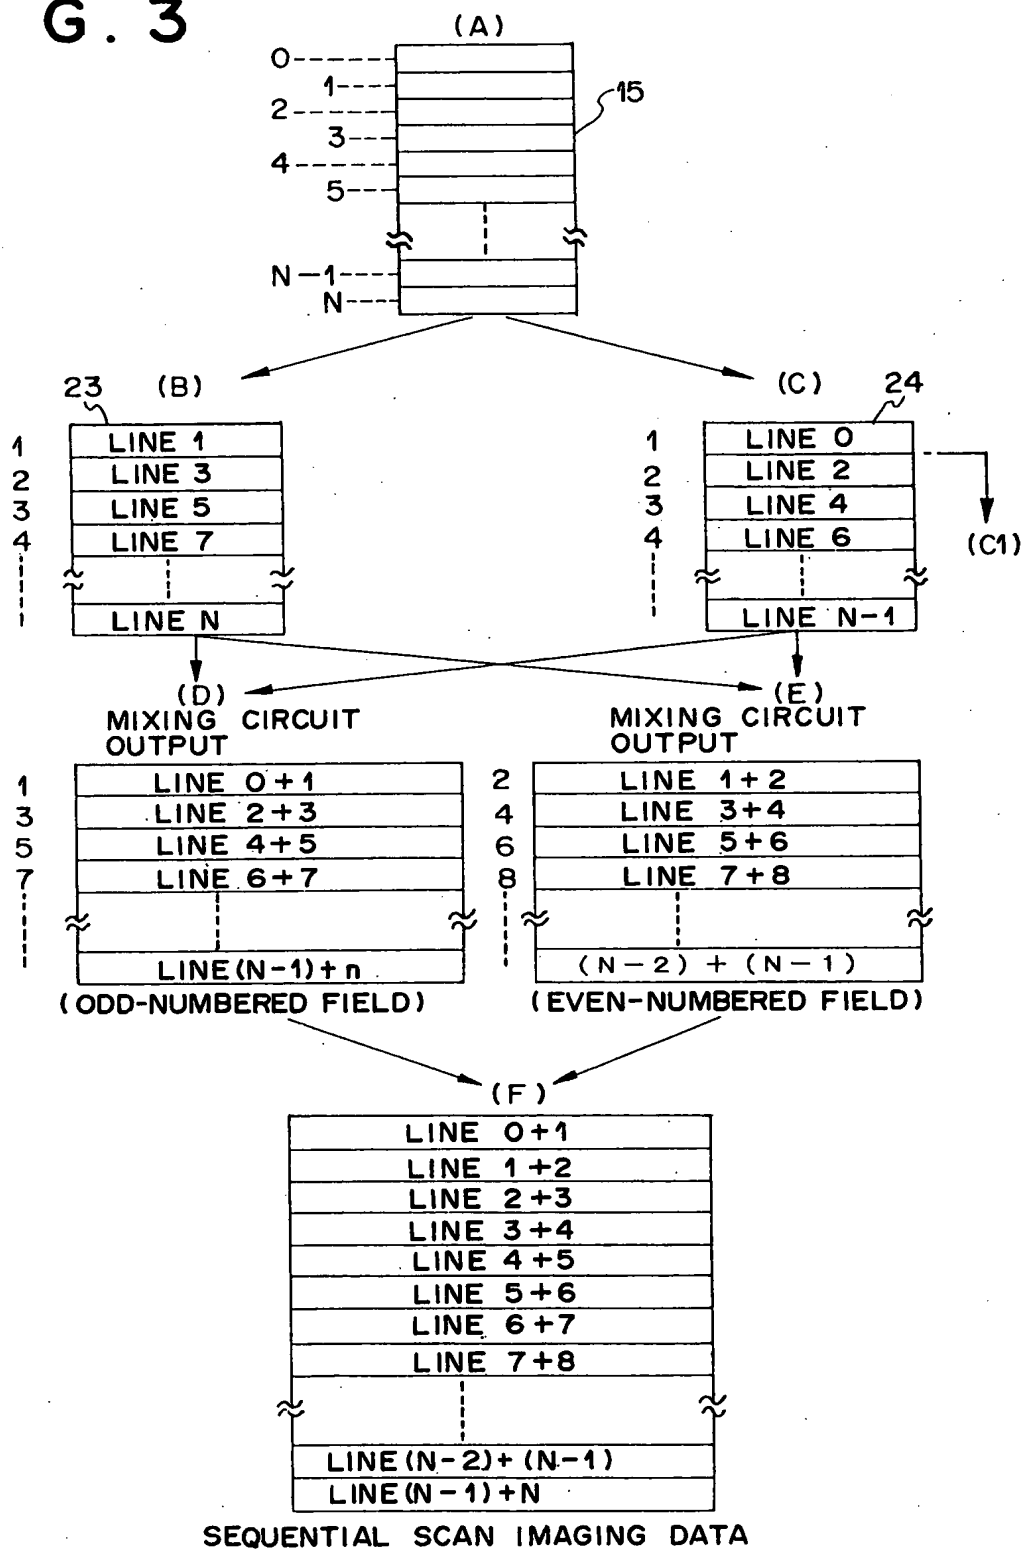 G. 3
(A)
0
1
2
3
4
5
N-1
N
15
23 (B)
1 LINE 1
2 LINE 3
3 LINE 5
4 LINE 7
LINE N
(C) 24
1 LINE 0
2 LINE 2
3 LINE 4
4 LINE 6
LINE N-1
(C1)
(D)
MIXING CIRCUIT
OUTPUT
1 LINE 0+1
3 LINE 2+3
5 LINE 4+5
7 LINE 6+7
LINE(N-1)+n
(ODD-NUMBERED FIELD)
(E)
MIXING CIRCUIT
OUTPUT
2 LINE 1+2
4 LINE 3+4
6 LINE 5+6
8 LINE 7+8
(N-2) + (N-1)
(EVEN-NUMBERED FIELD)
(F)
LINE 0+1
LINE 1+2
LINE 2+3
LINE 3+4
LINE 4+5
LINE 5+6
LINE 6+7
LINE 7+8
LINE(N-2)+(N-1)
LINE(N-1)+N
SEQUENTIAL SCAN IMAGING DATA